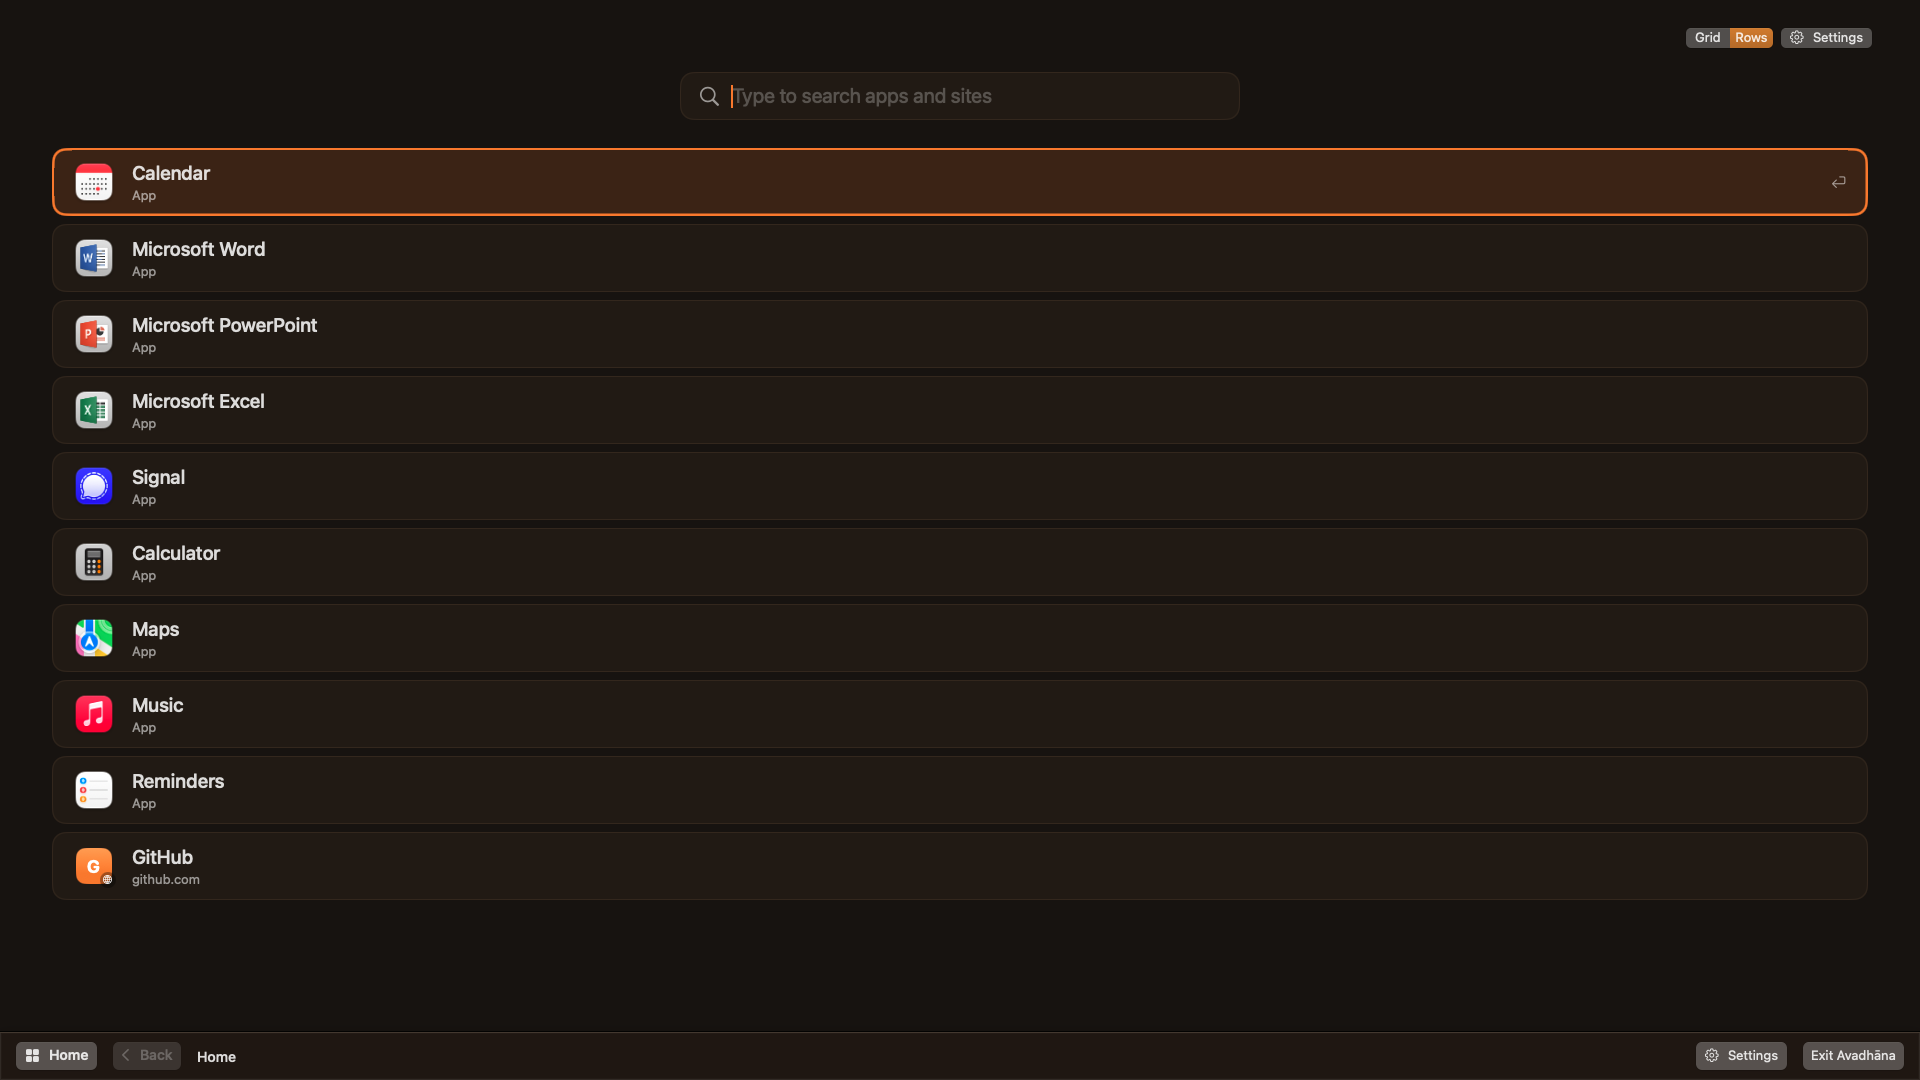 Grid Rows Settings
Type to search apps and sites
Calendar
App
Microsoft Word
App
Microsoft PowerPoint
App
Microsoft Excel
App
Signal
App
Calculator
App
Maps
App
Music
App
Reminders
App
G
GitHub
github.com
Home Back Home Settings Exit Avadhāna